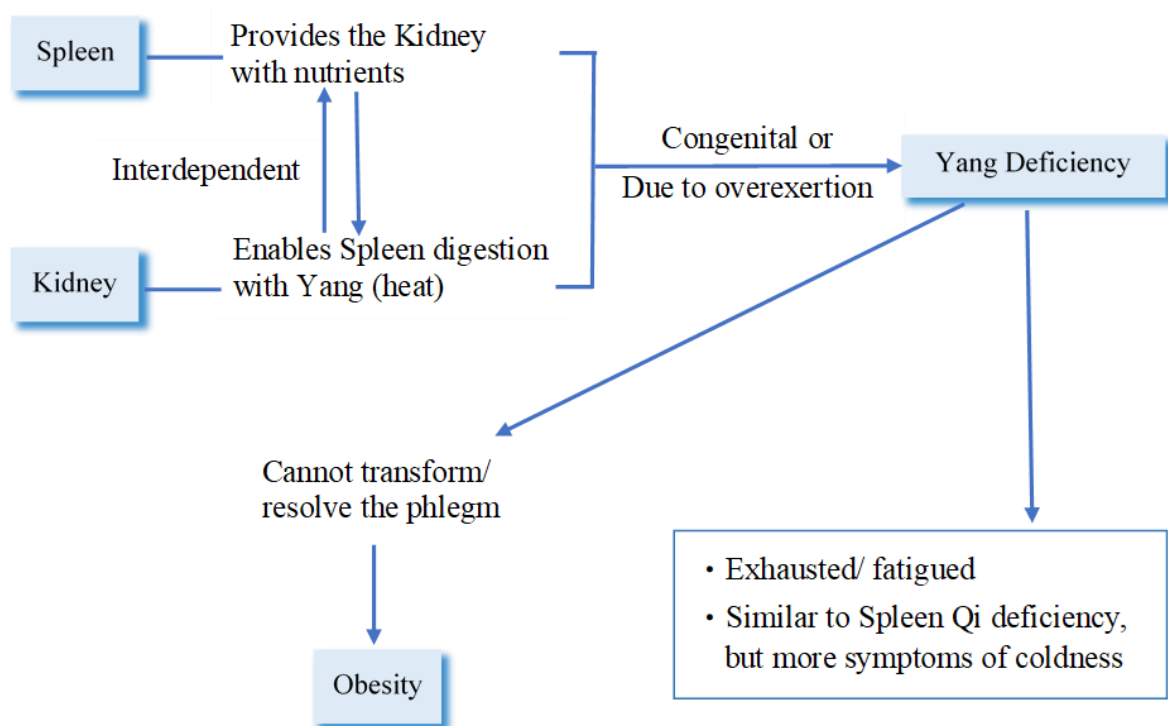 Spleen
Provides the Kidney
with nutrients
Interdependent
Congenital or
Due to overexertion
Yang Deficiency
Kidney
Enables Spleen digestion
with Yang (heat)
Cannot transform/
resolve the phlegm
Obesity
・Exhausted/ fatigued
・Similar to Spleen Qi deficiency,
but more symptoms of coldness